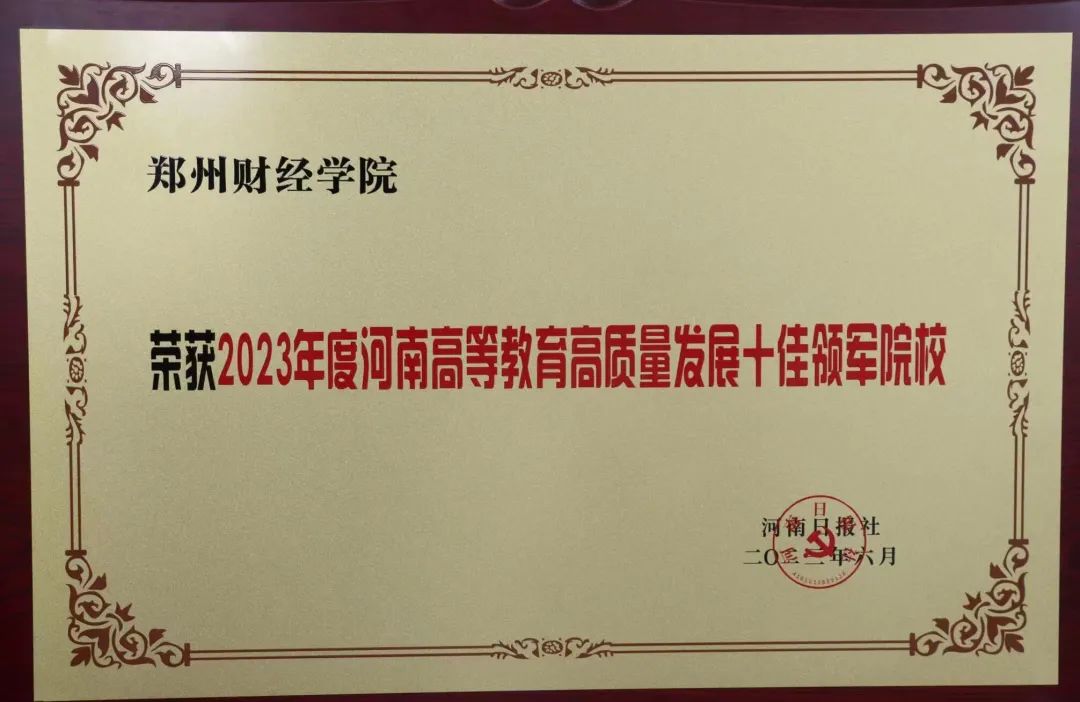 郑州财经学院
荣获2023年度河南高等教育高质量发展十佳领军院校
河南日报社
二〇二三年六月